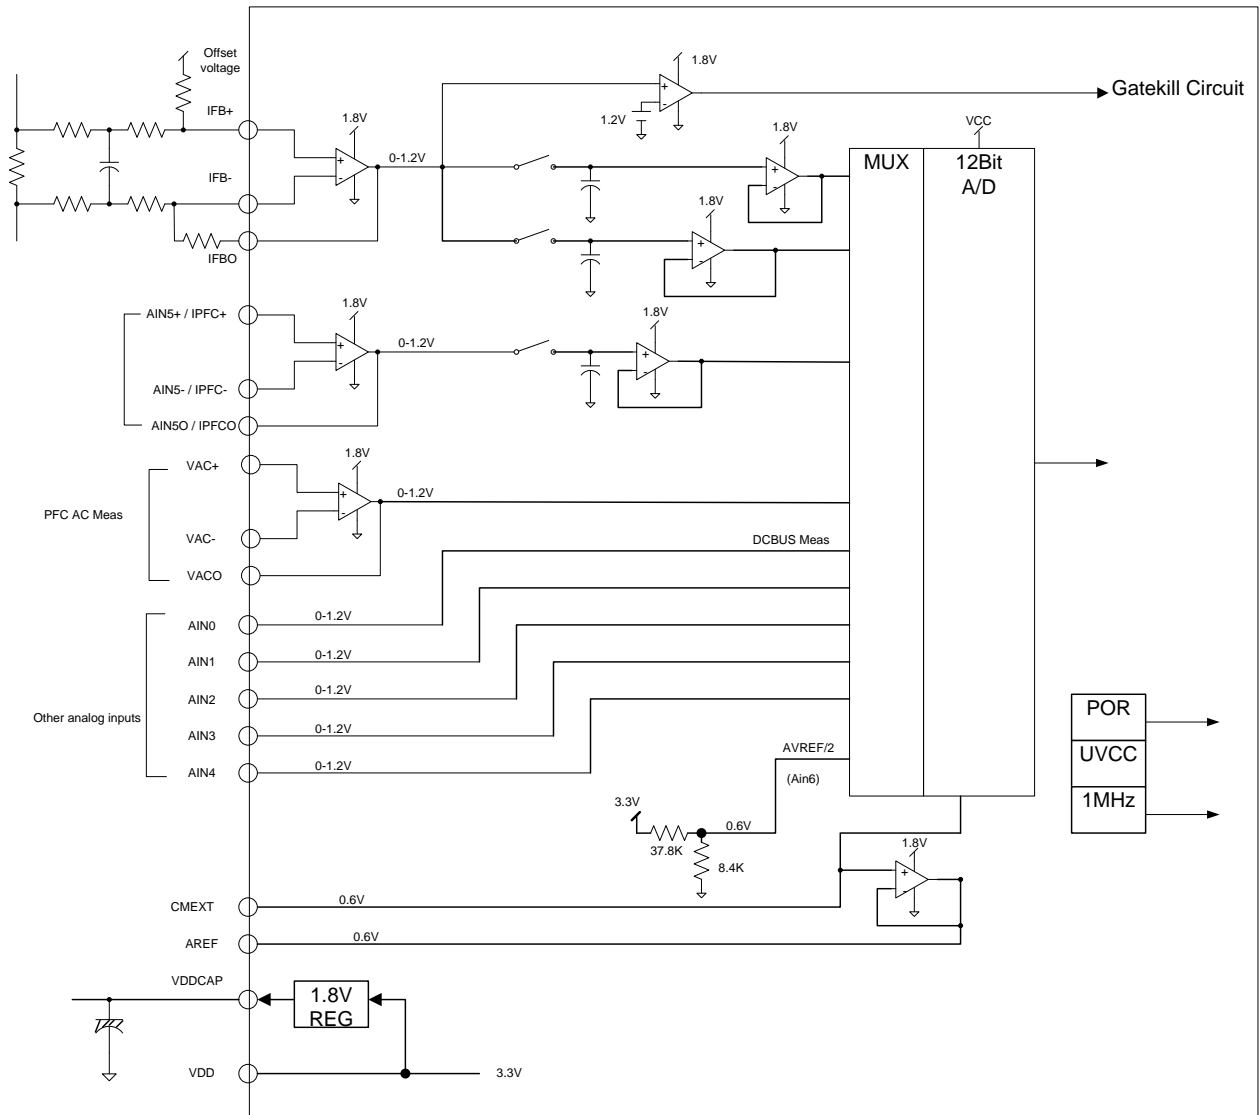 Offset
voltage
IFB+
IFB-
IFBO
1.8V
+
-
0-1.2V
1.8V
+
-
1.2V
Gatekill Circuit
1.8V
+
-
1.8V
+
-
VCC
MUX
12Bit
A/D
AIN5+ / IPFC+
AIN5- / IPFC-
AIN5O / IPFCO
1.8V
+
-
0-1.2V
1.8V
+
-
PFC AC Meas
VAC+
VAC-
VACO
1.8V
+
-
0-1.2V
DCBUS Meas
Other analog inputs
AIN0
0-1.2V
AIN1
0-1.2V
AIN2
0-1.2V
AIN3
0-1.2V
AIN4
0-1.2V
AVREF/2
(Ain6)
3.3V
0.6V
37.8K
8.4K
POR
UVCC
1MHz
1.8V
+
-
CMEXT
0.6V
AREF
0.6V
VDDCAP
1.8V
REG
VDD
3.3V